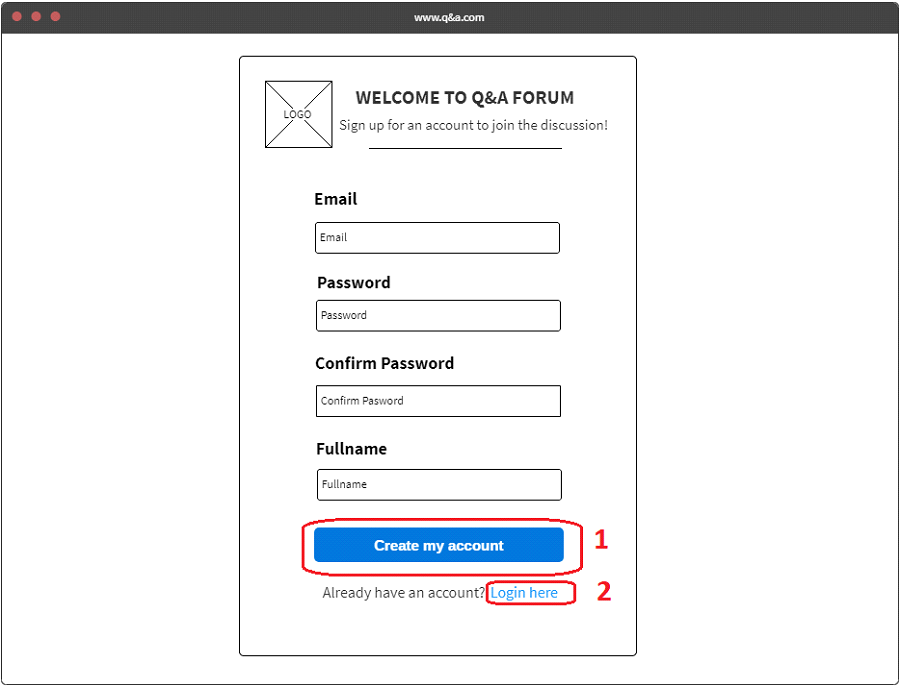 www.q&a.com
LOGO
WELCOME TO Q&A FORUM
Sign up for an account to join the discussion!
Email
Email
Password
Password
Confirm Password
Confirm Pasword
Fullname
Fullname
Create my account 1
Already have an account? Login here 2